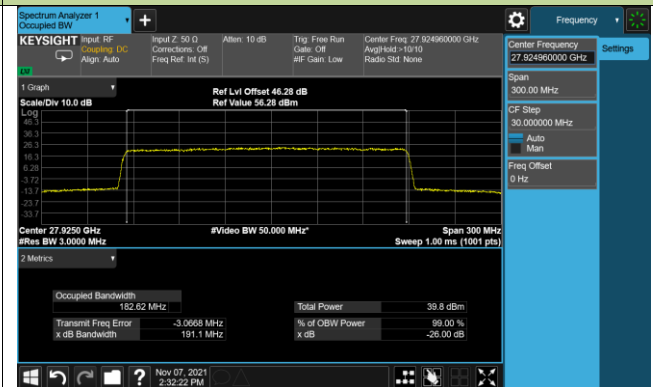 Spectrum Analyzer 1
Occupied BW
Frequency
KEYSIGHT
Input: RF
Coupling: DC
Align: Auto
Input Z: 50 Ω
Corrections: Off
Freq Ref: Int (S)
Atten: 10 dB
Trig: Free Run
Gate: Off
#IF Gain: Low
Center Freq: 27.924960000 GHz
Avg|Hold:>10/10
Radio Std: None
LXI
1 Graph
Scale/Div 10.0 dB
Ref Lvl Offset 46.28 dB
Ref Value 56.28 dBm
Log
46.3
36.3
26.3
16.3
6.28
-3.72
-13.7
-23.7
-33.7
Center 27.9250 GHz
#Res BW 3.0000 MHz
#Video BW 50.000 MHz*
Span 300 MHz
Sweep 1.00 ms (1001 pts)
2 Metrics
Occupied Bandwidth
182.62 MHz
Transmit Freq Error -3.0668 MHz
x dB Bandwidth 191.1 MHz
Total Power 39.8 dBm
% of OBW Power 99.00 %
x dB -26.00 dB
Center Frequency
27.924960000 GHz
Settings
Span
300.00 MHz
CF Step
30.000000 MHz
Auto
Man
Freq Offset
0 Hz
?
Nov 07, 2021
2:32:22 PM